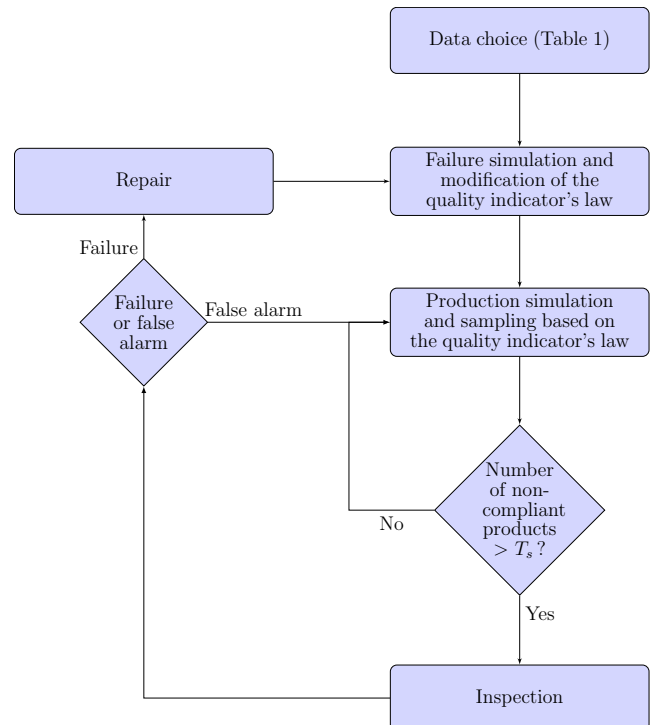 Data choice (Table 1)
Failure simulation and
modification of the
quality indicator's law
Repair
Failure
Failure
or false
alarm
False alarm
Production simulation
and sampling based on
the quality indicator's law
Number
of non-
compliant
products
> Tₛ ?
No
Yes
Inspection